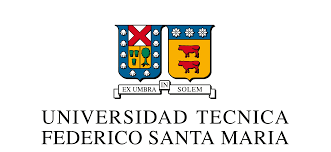 EX UMBRA IN SOLEM
UNIVERSIDAD TECNICA
FEDERICO SANTA MARIA